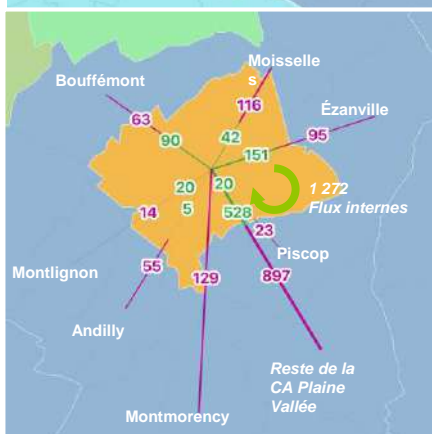 Moisselle
s
Bouffémont
116
Ézanville
63
95
90
42
151
20
20
1 272
Flux internes
14
5
528
23
Piscop
Montlignon
55
129
897
Andilly
Reste de la
CA Plaine
Vallée
Montmorency